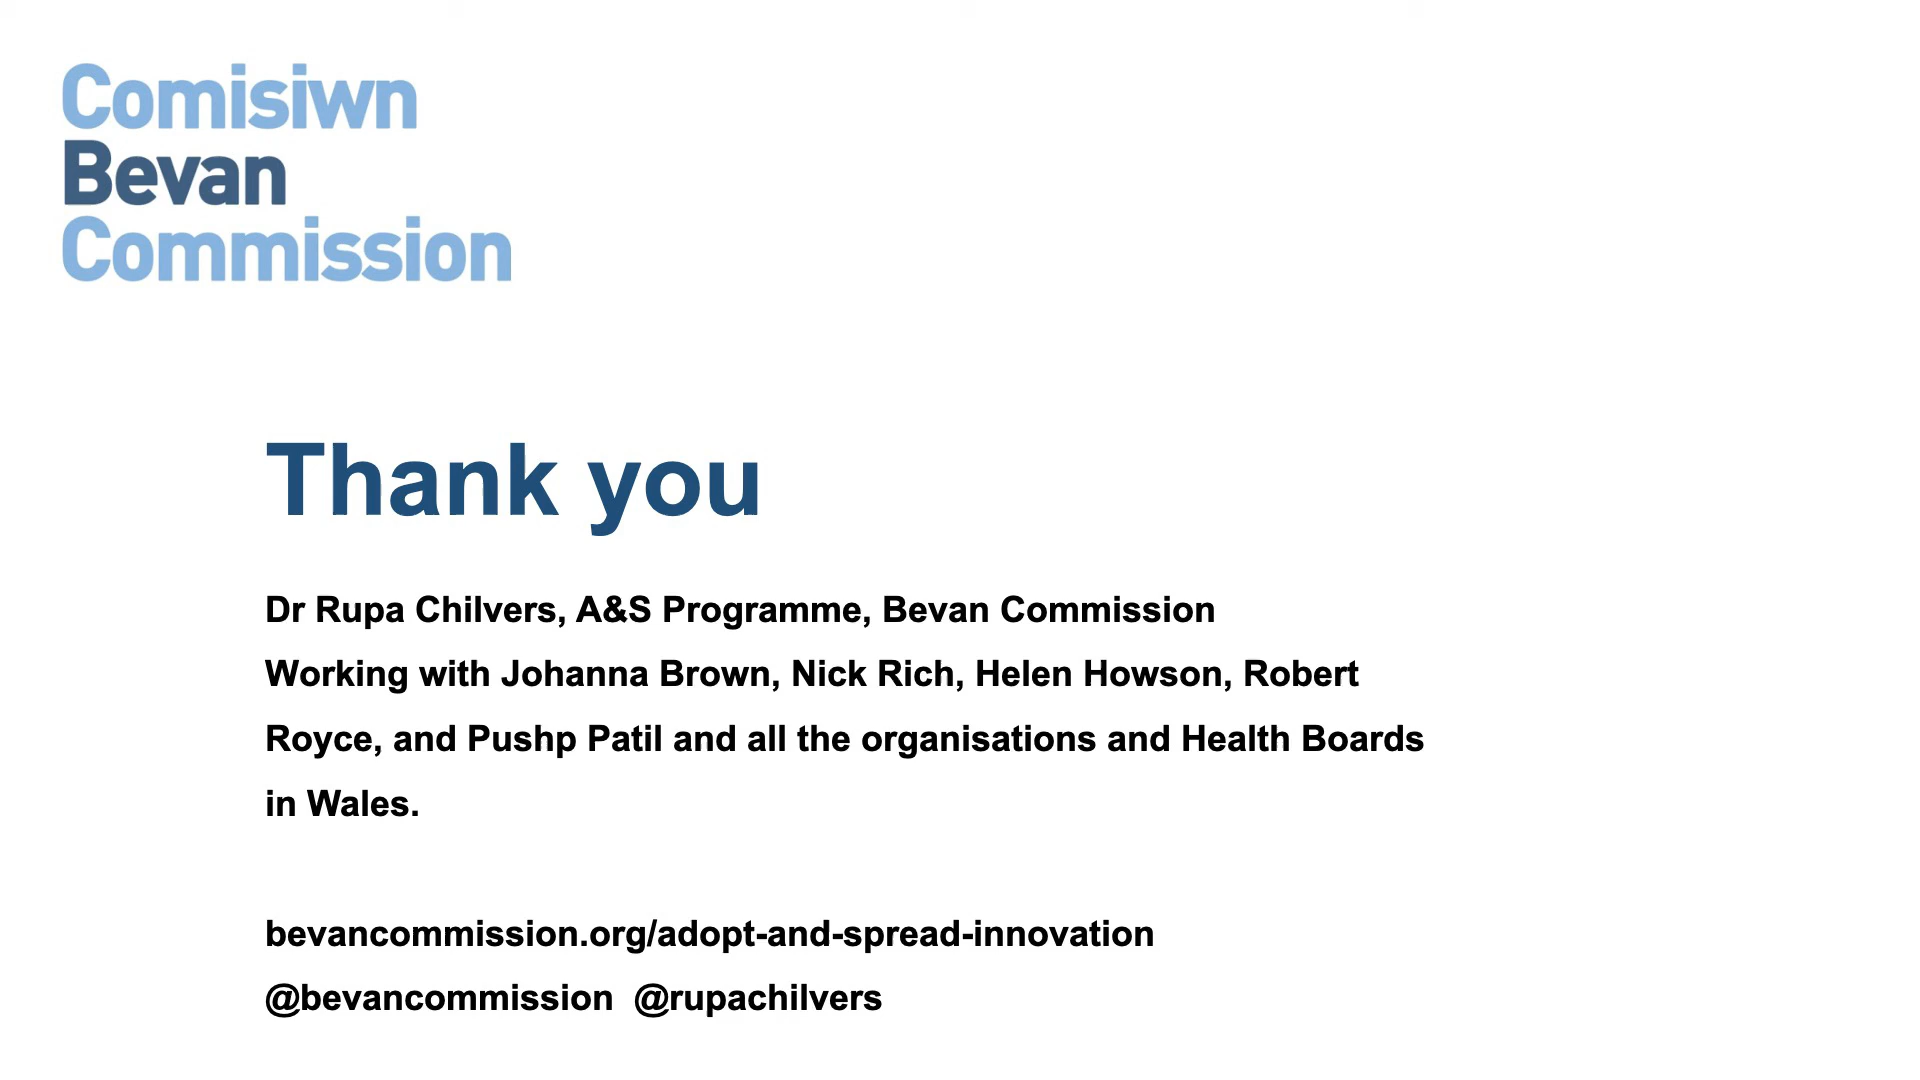 Comisiwn
Bevan
Commission
Thank you
Dr Rupa Chilvers, A&S Programme, Bevan Commission
Working with Johanna Brown, Nick Rich, Helen Howson, Robert
Royce, and Pushp Patil and all the organisations and Health Boards
in Wales.
bevancommission.org/adopt-and-spread-innovation
@bevancommission @rupachilvers